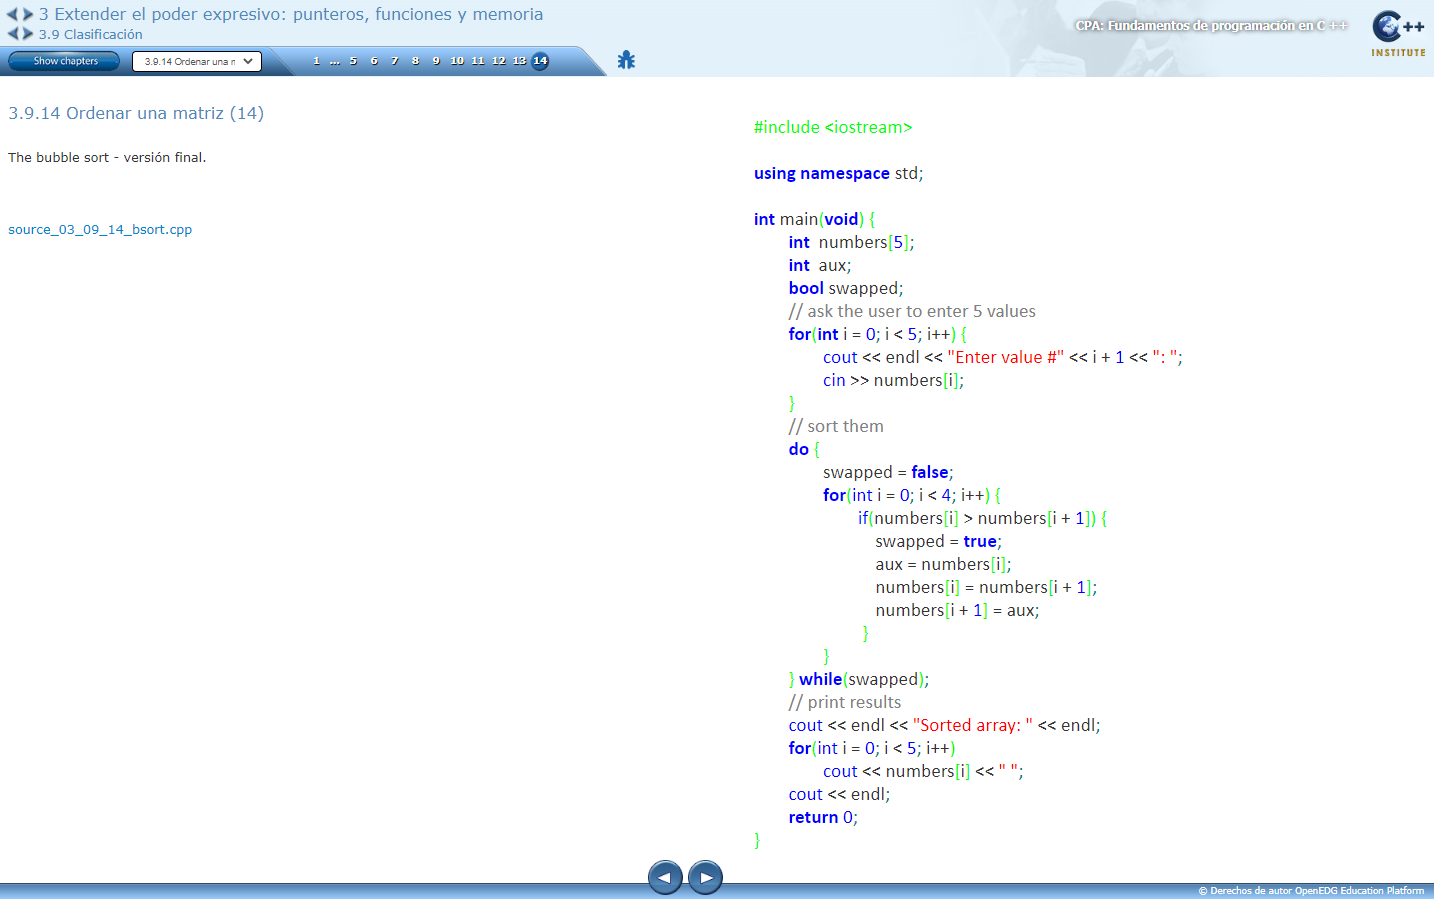 3 Extender el poder expresivo: punteros, funciones y memoria
3.9 Clasificación
CPA: Fundamentos de programación en C ++
C++
INSTITUTE
Show chapters
3.9.14 Ordenar una r
1 ... 5 6 7 8 9 10 11 12 13 14
3.9.14 Ordenar una matriz (14)
The bubble sort - versión final.
source_03_09_14_bsort.cpp
#include <iostream>
using namespace std;
int main(void) {
int numbers[5];
int aux;
bool swapped;
// ask the user to enter 5 values
for(int i = 0; i < 5; i++) {
cout << endl << "Enter value #" << i + 1 << ": ";
cin >> numbers[i];
}
// sort them
do {
swapped = false;
for(int i = 0; i < 4; i++) {
if(numbers[i] > numbers[i + 1]) {
swapped = true;
aux = numbers[i];
numbers[i] = numbers[i + 1];
numbers[i + 1] = aux;
}
}
} while(swapped);
// print results
cout << endl << "Sorted array: " << endl;
for(int i = 0; i < 5; i++)
cout << numbers[i] << " ";
cout << endl;
return 0;
}
© Derechos de autor OpenEDG Education Platform